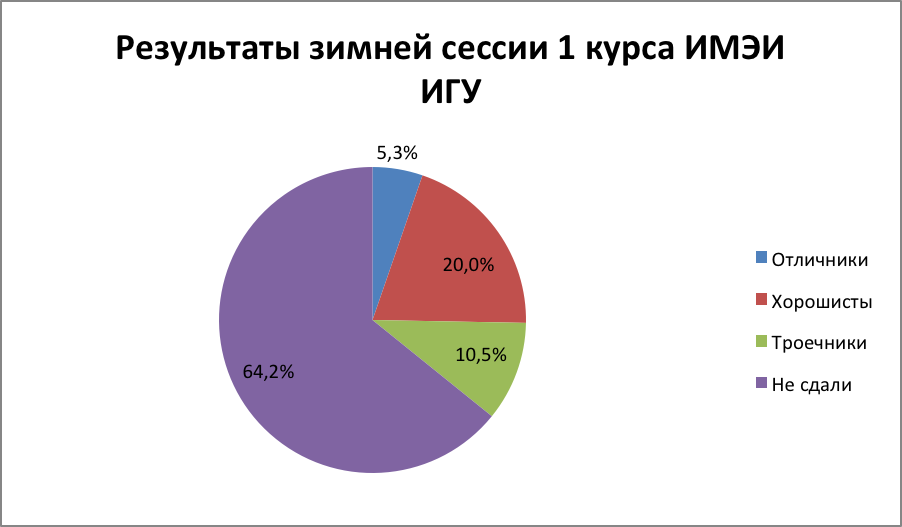 Результаты зимней сессии 1 курса ИМЭИ
ИГУ
5,3%
20,0%
10,5%
64,2%
Отличники
Хорошисты
Троечники
Не сдали